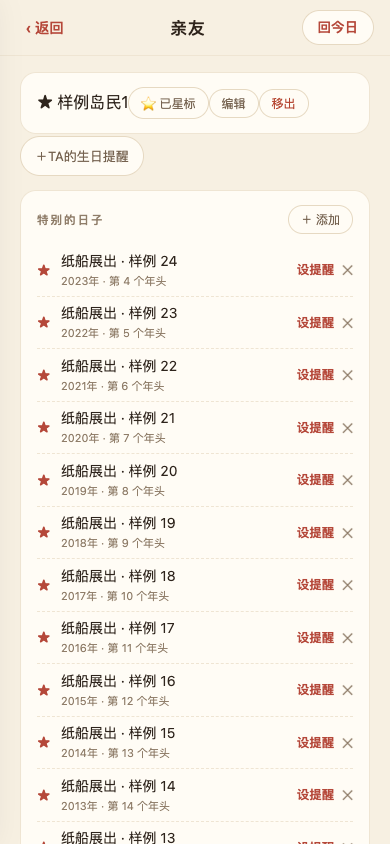 ‹ 返回
亲友
回今日
★ 样例岛民1
⭐ 已星标
编辑
移出
＋TA的生日提醒
特别的日子
＋ 添加
纸船展出 · 样例 24
2023年 · 第 4 个年头
设提醒 ×
纸船展出 · 样例 23
2022年 · 第 5 个年头
设提醒 ×
纸船展出 · 样例 22
2021年 · 第 6 个年头
设提醒 ×
纸船展出 · 样例 21
2020年 · 第 7 个年头
设提醒 ×
纸船展出 · 样例 20
2019年 · 第 8 个年头
设提醒 ×
纸船展出 · 样例 19
2018年 · 第 9 个年头
设提醒 ×
纸船展出 · 样例 18
2017年 · 第 10 个年头
设提醒 ×
纸船展出 · 样例 17
2016年 · 第 11 个年头
设提醒 ×
纸船展出 · 样例 16
2015年 · 第 12 个年头
设提醒 ×
纸船展出 · 样例 15
2014年 · 第 13 个年头
设提醒 ×
纸船展出 · 样例 14
2013年 · 第 14 个年头
设提醒 ×
纸船展出 · 样例 13